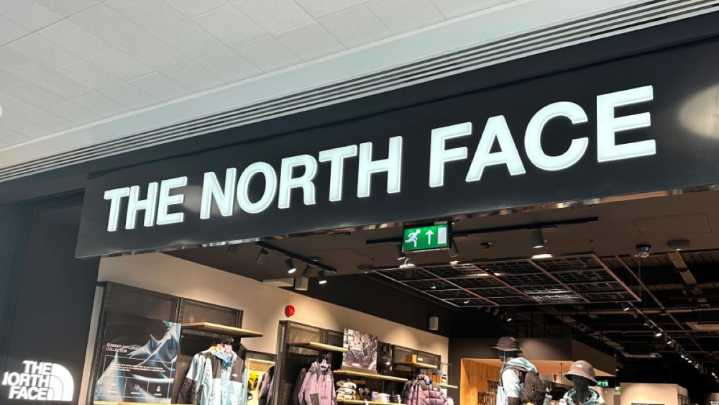 THE NORTH FACE
THE
NORTH
FACE